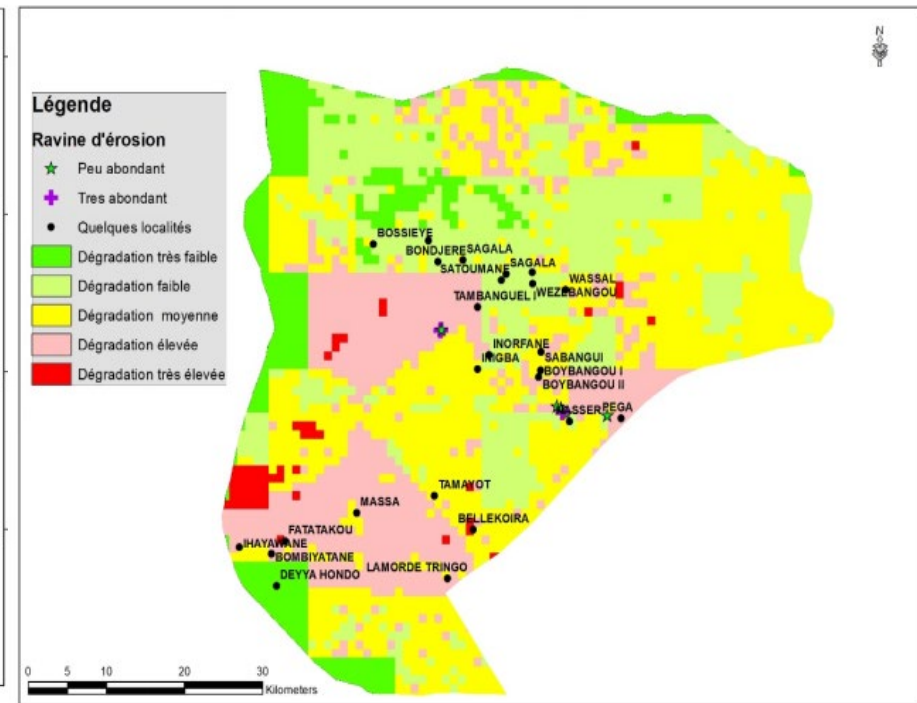 N
Légende
Ravine d'érosion
Peu abondant
Tres abondant
Quelques localités
Dégradation très faible
Dégradation faible
Dégradation moyenne
Dégradation élevée
Dégradation très élevée
BOSSIEYE
BONDJERE
SAGALA
SATOUMANE
SAGALA
WASSAL
WEZEBANGOU
TAMBANGUEL I
INORFANE
SABANGUI
BOYBANGOU I
BOYBANGOU II
PEGA
TAMAYOT
MASSA
BELLEKOIRA
FATATAKOU
IHAYAWANE
BOMBIYATANE
DEYYA HONDO
LAMORDE TRINGO
0 5 10 20 30
Kilometers